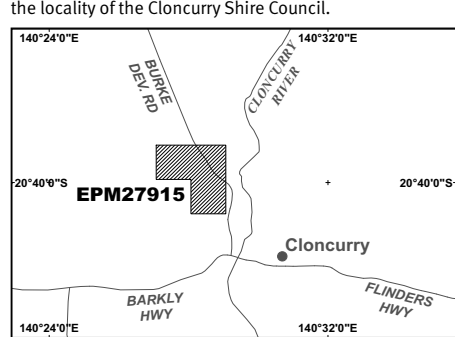 the locality of the Cloncurry Shire Council.
140°24'0"E
140°32'0"E
BURKE
DEV. RD
CLONCURRY
RIVER
20°40'0"S
20°40'0"S
EPM27915
Cloncurry
BARKLY
HWY
FLINDERS
HWY
140°24'0"E
140°32'0"E